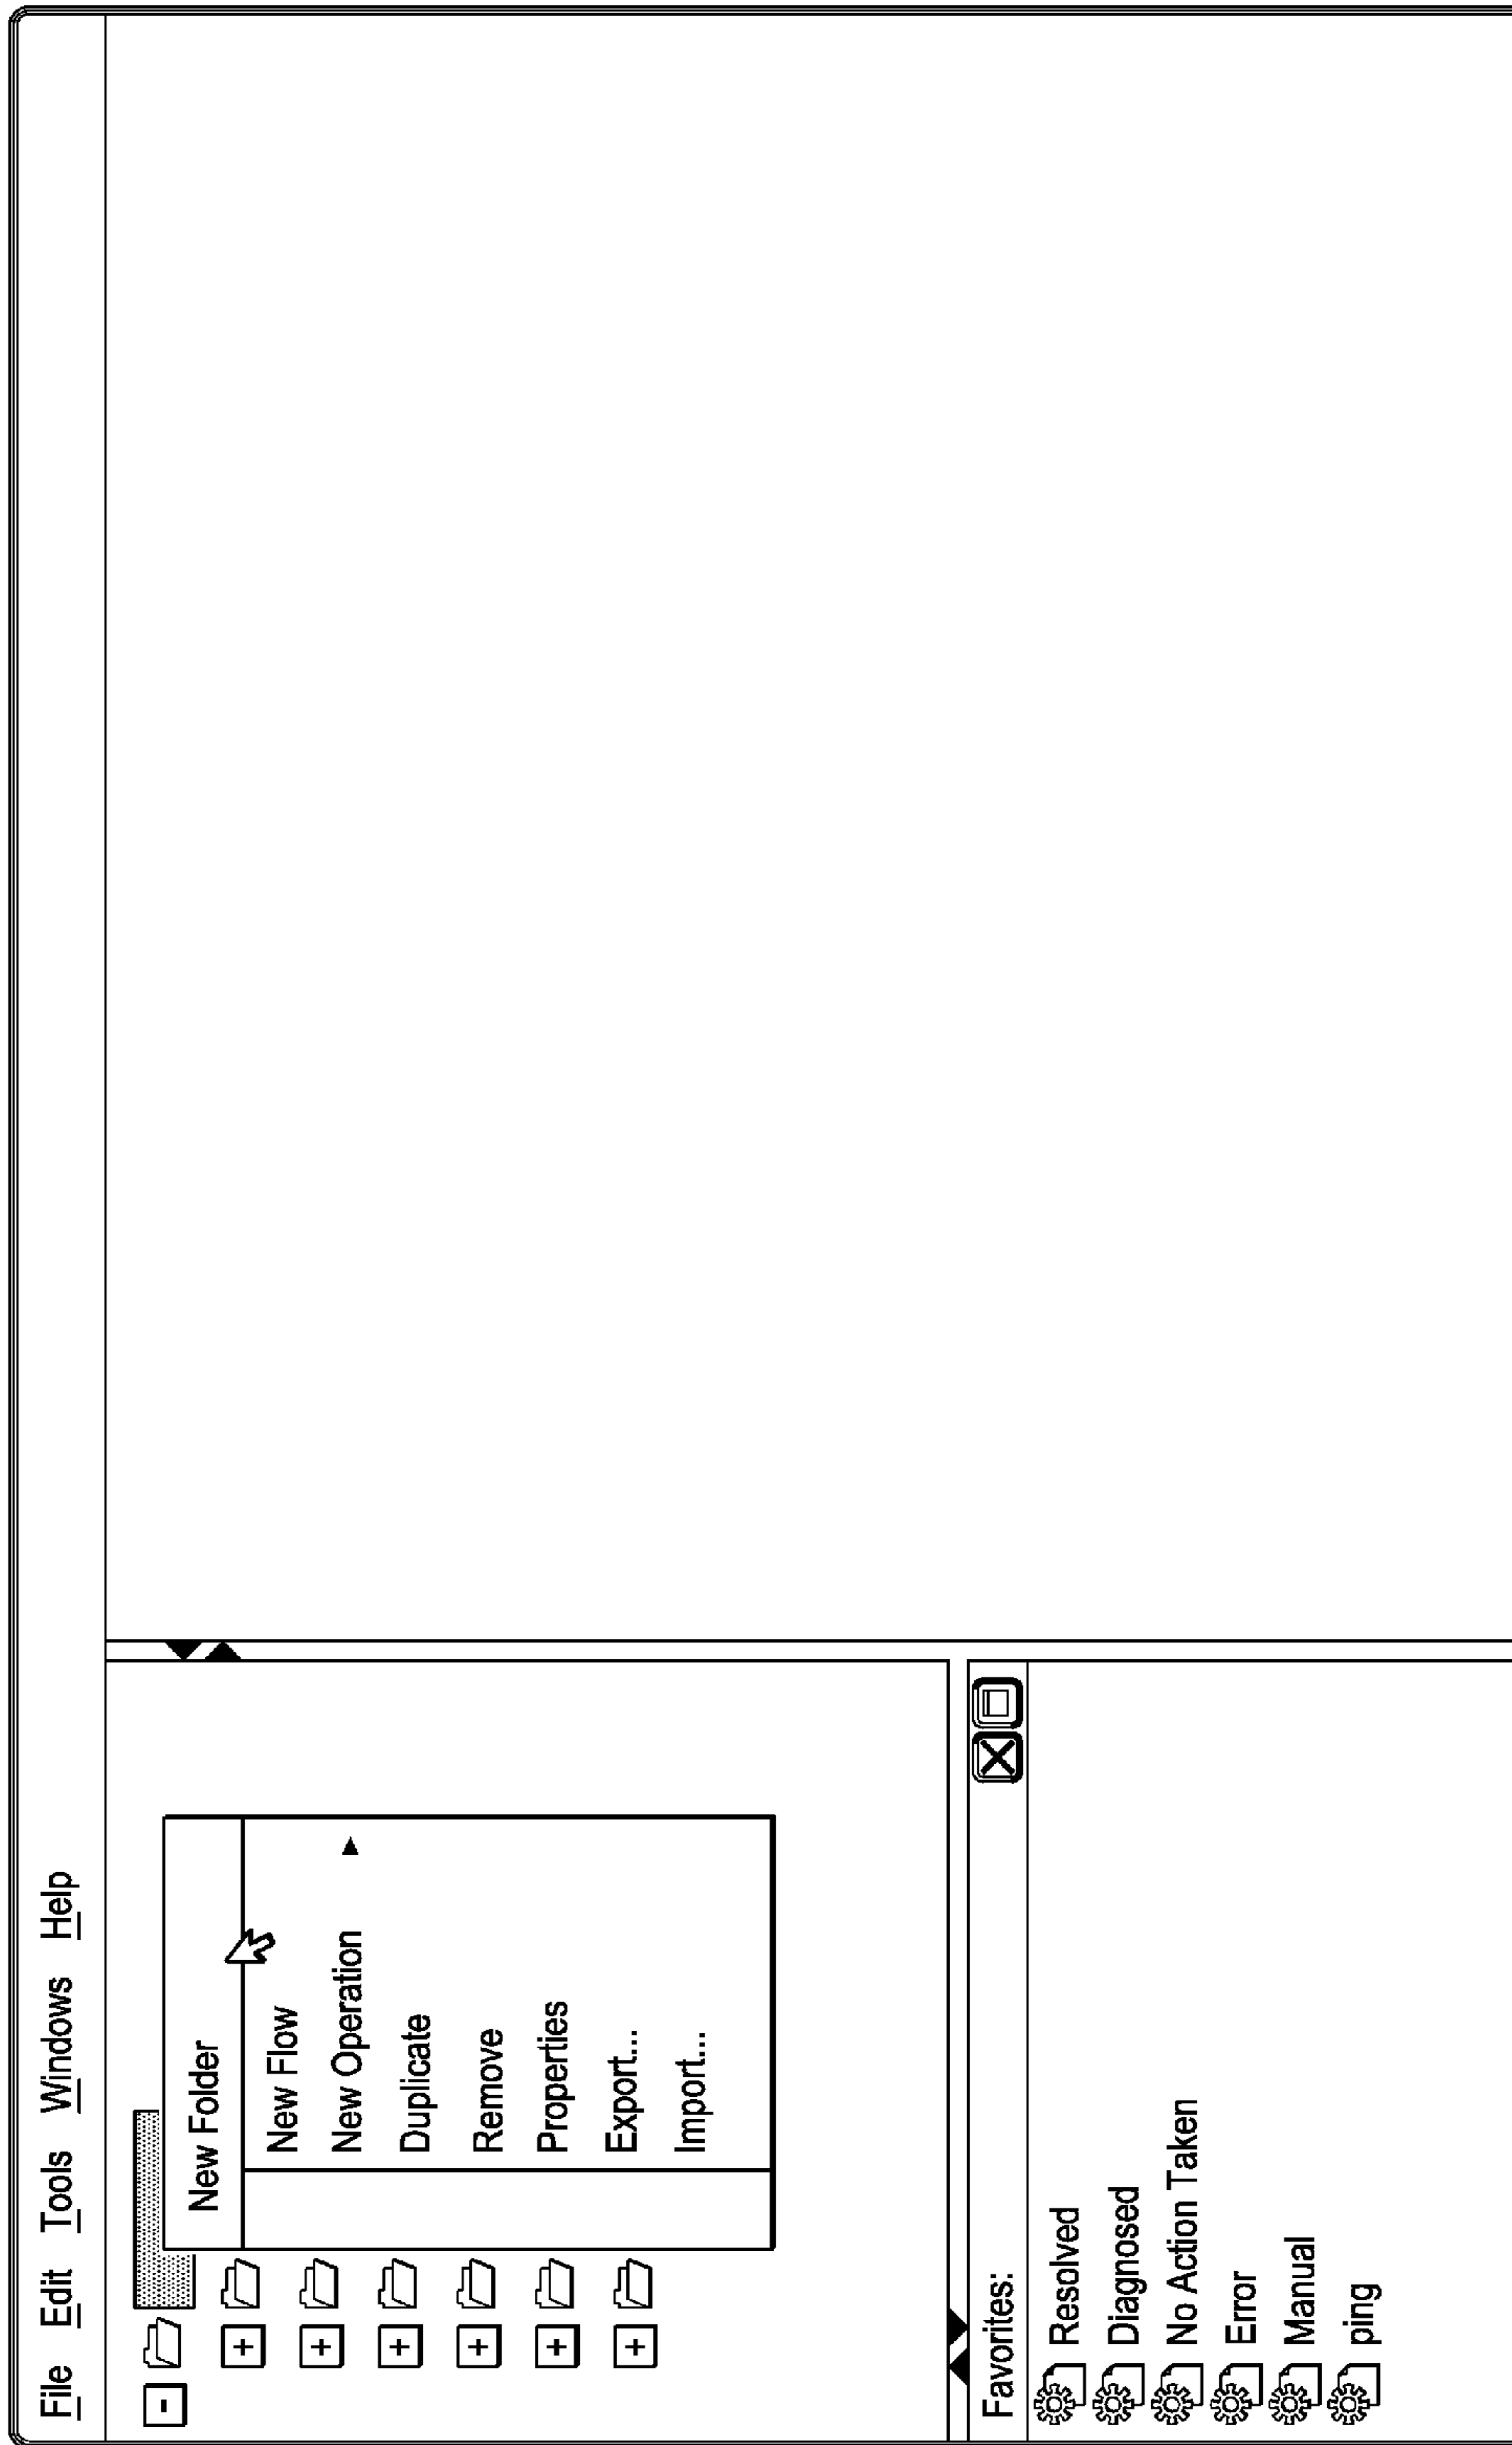 File Edit Tools Windows Help
New Folder
New Flow
New Operation
Duplicate
Remove
Properties
Export...
Import...
Favorites:
Resolved
Diagnosed
No Action Taken
Error
Manual
ping